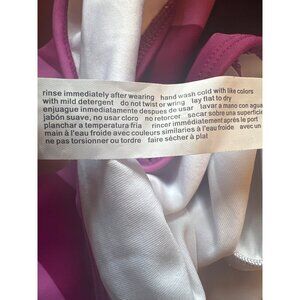 rinse immediately after wearing hand wash cold with like colors
with mild detergent do not twist or wring lay flat to dry
enjuague inmediatamente despues de usar lavar a mano con agua
jabón suave, no usar cloro no retorcer secar sobre una superficie
planchar a temperatura fría rincer immédiatement après le port
main à l'eau froide avec couleurs similaries à l'eau froide avec un
ne pas torsionner ou tordre faire sécher à plat